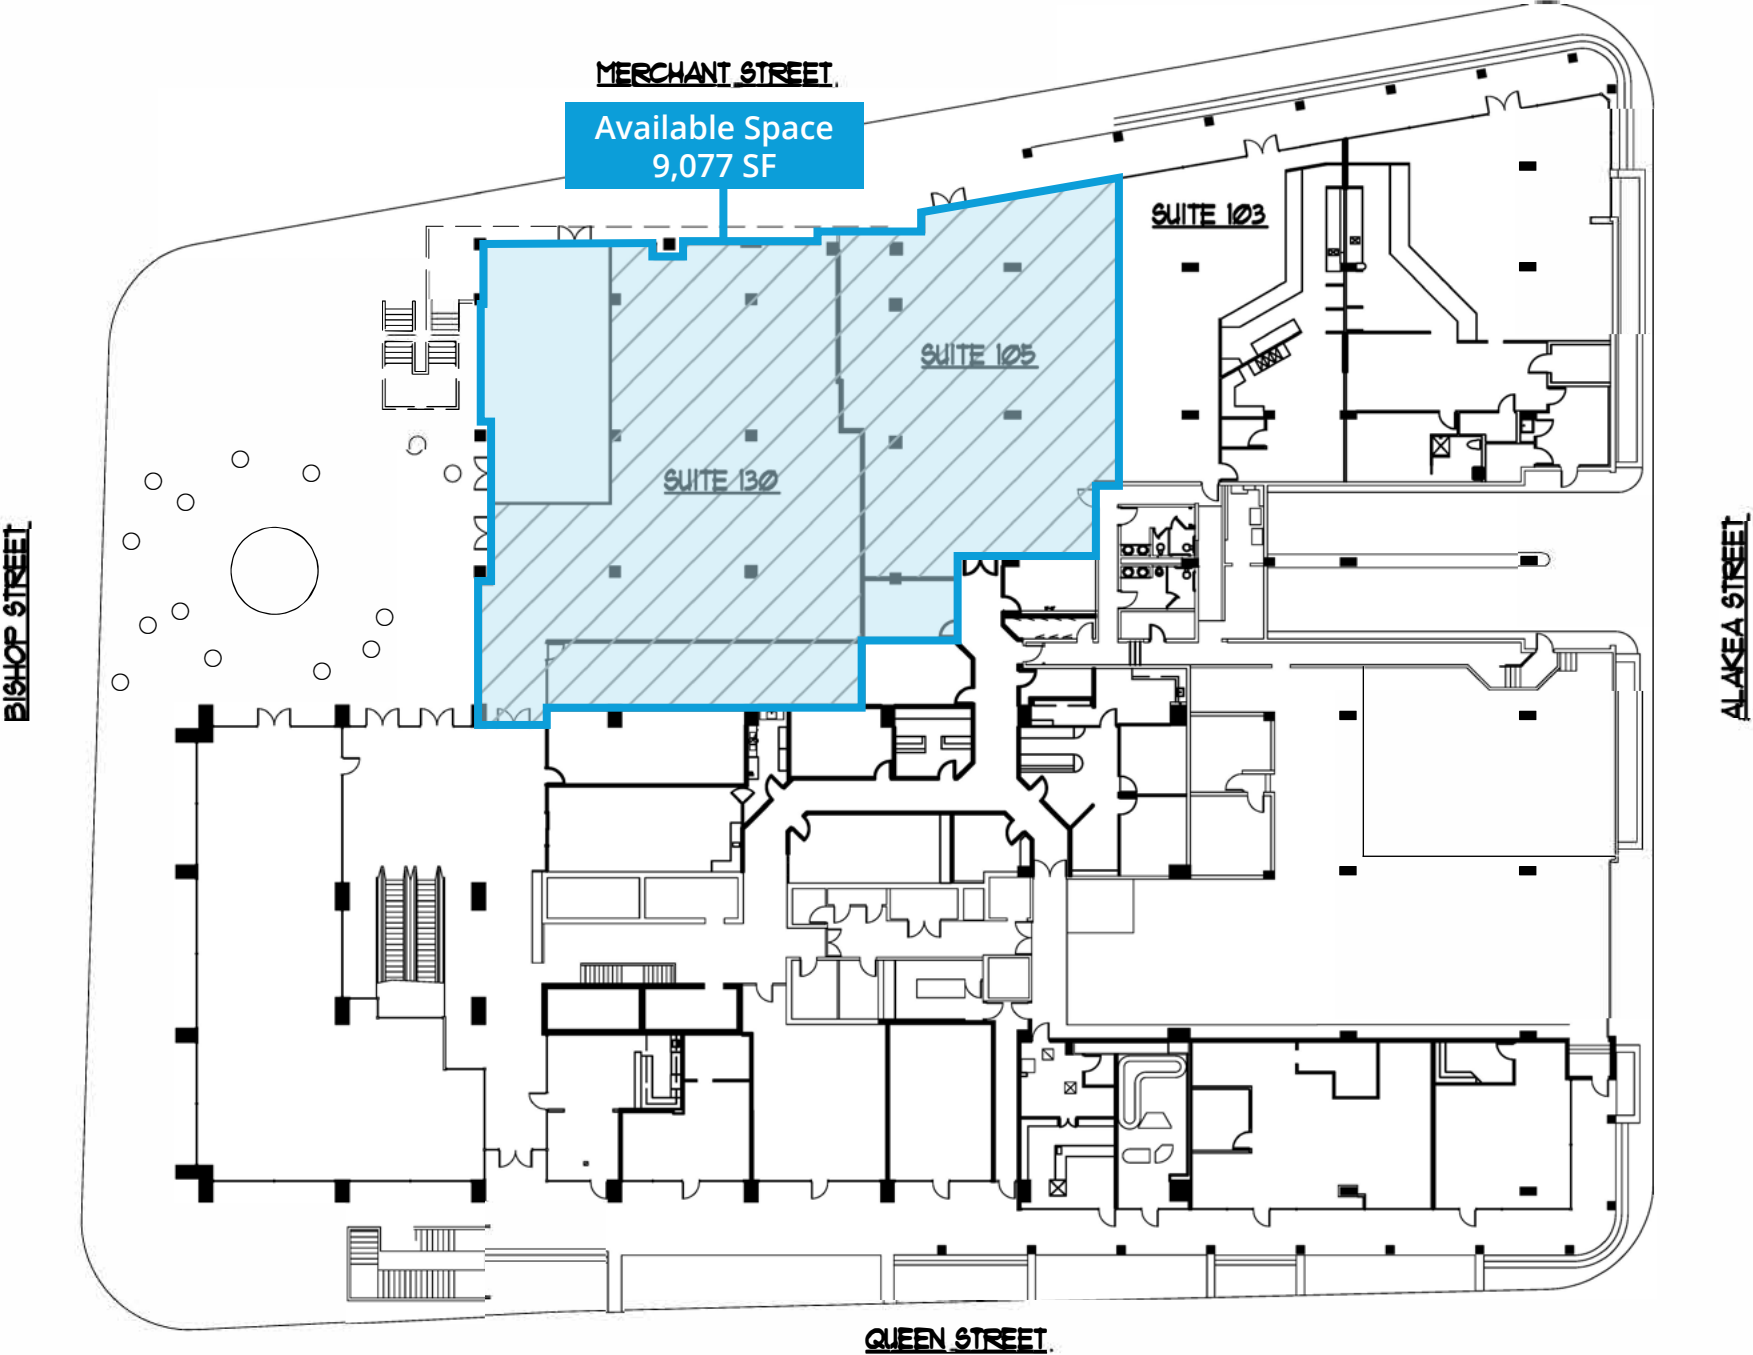 MERCHANT STREET
Available Space
9,077 SF
SUITE 103
SUITE 105
SUITE 130
BISHOP STREET
ALAKEA STREET
QUEEN STREET